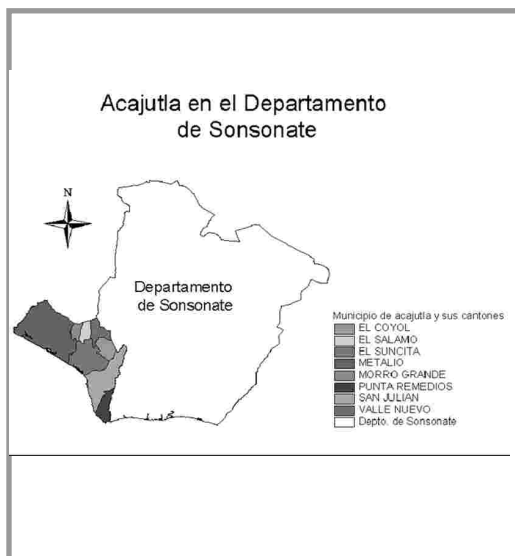 Acajutla en el Departamento
de Sonsonate
N
Departamento
de Sonsonate
Municipio de acajutla y sus cantones
EL COYOL
EL SALAMO
EL SUNCITA
METALIO
MORRO GRANDE
PUNTA REMEDIOS
SAN JULIAN
VALLE NUEVO
Depto. de Sonsonate